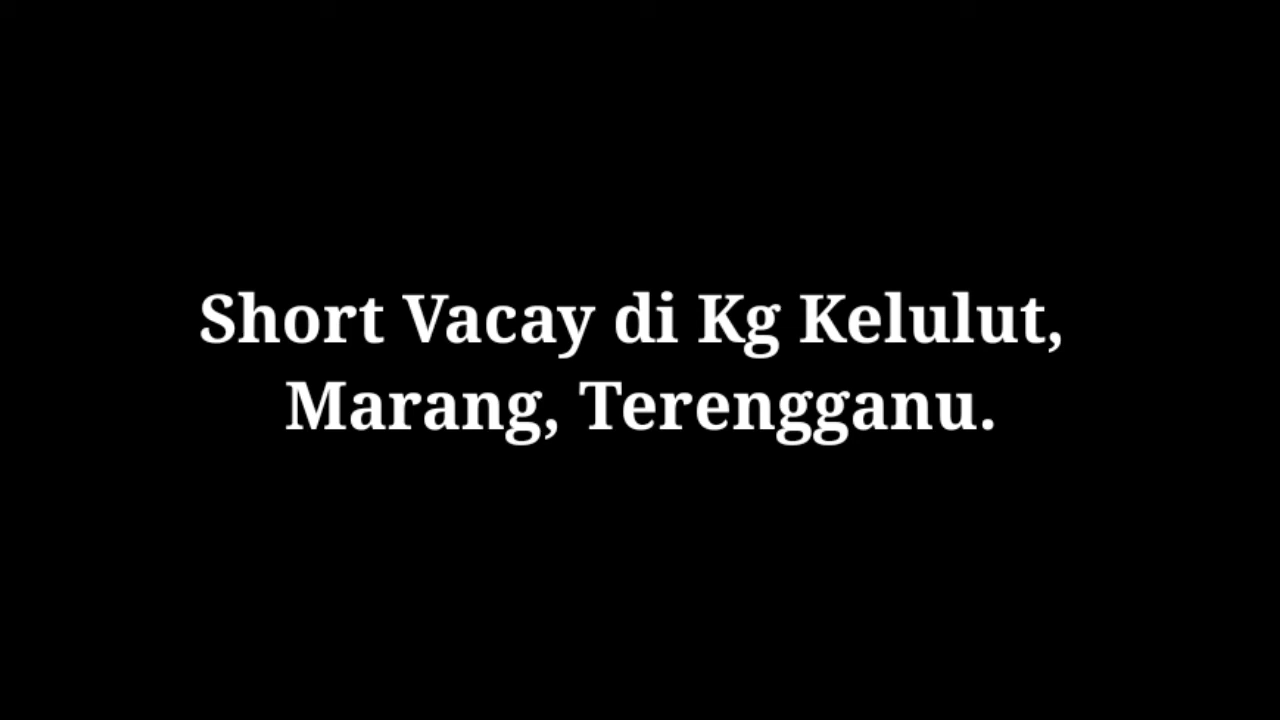 Short Vacay di Kg Kelulut,
Marang, Terengganu.